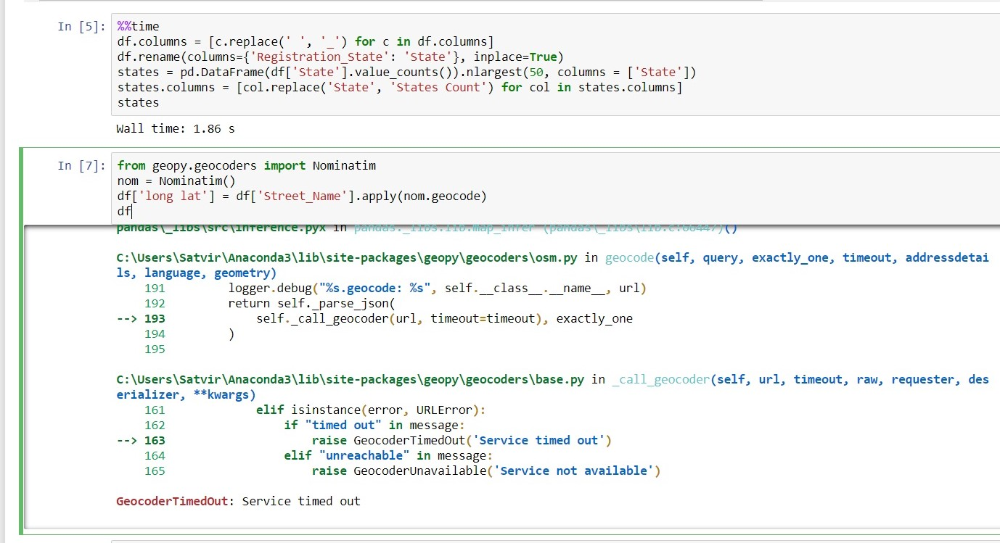 In [5]: %%time
df.columns = [c.replace(' ', '_') for c in df.columns]
df.rename(columns={'Registration_State': 'State'}, inplace=True)
states = pd.DataFrame(df['State'].value_counts()).nlargest(50, columns = ['State'])
states.columns = [col.replace('State', 'States Count') for col in states.columns]
states
Wall time: 1.86 s
In [7]: from geopy.geocoders import Nominatim
nom = Nominatim()
df['long lat'] = df['Street_Name'].apply(nom.geocode)
df
pandas\_libs\src\inference.pyx in pandas._libs.lib.map_infer (pandas\_libs\lib.c:66447)()
C:\Users\Satvir\Anaconda3\lib\site-packages\geopy\geocoders\osm.py in geocode(self, query, exactly_one, timeout, addressdetai
ls, language, geometry)
191 logger.debug("%s.geocode: %s", self.__class__.__name__, url)
192 return self._parse_json(
--> 193 self._call_geocoder(url, timeout=timeout), exactly_one
194 )
195
C:\Users\Satvir\Anaconda3\lib\site-packages\geopy\geocoders\base.py in _call_geocoder(self, url, timeout, raw, requester, des
erializer, **kwargs)
161 elif isinstance(error, URLError):
162 if "timed out" in message:
--> 163 raise GeocoderTimedOut('Service timed out')
164 elif "unreachable" in message:
165 raise GeocoderUnavailable('Service not available')
GeocoderTimedOut: Service timed out